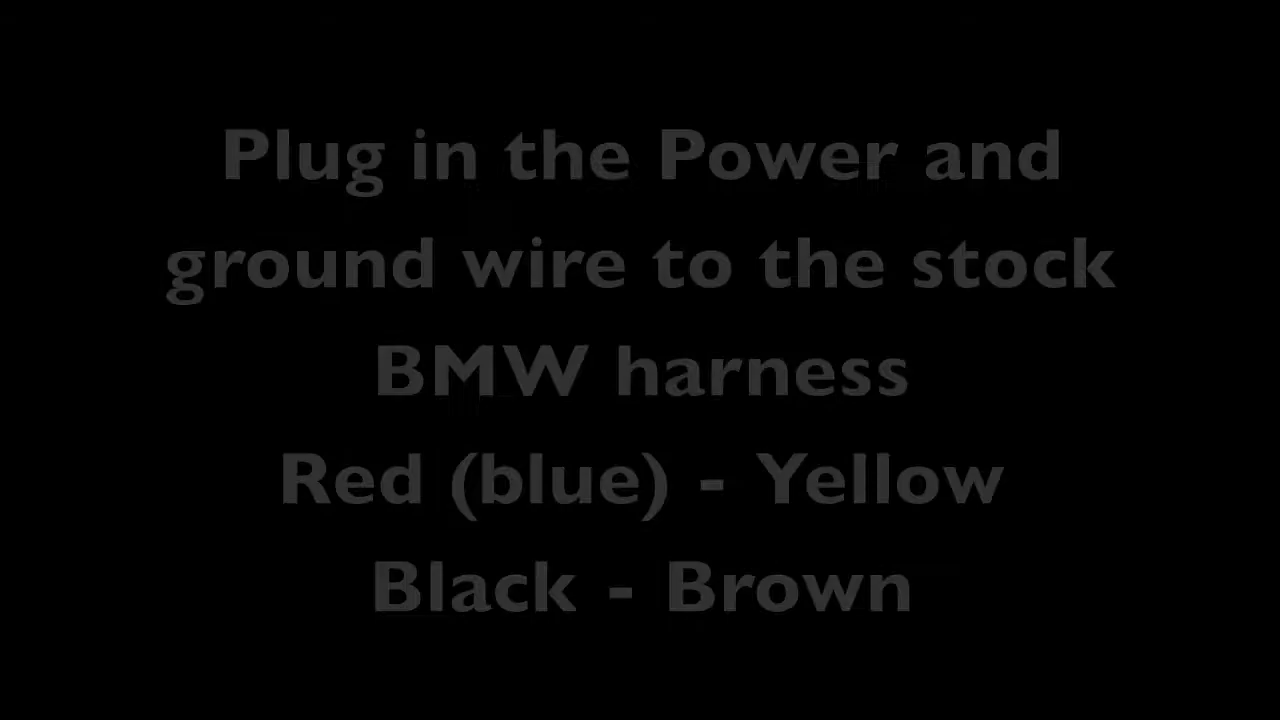 Plug in the Power and
ground wire to the stock
BMW harness
Red (blue) - Yellow
Black - Brown